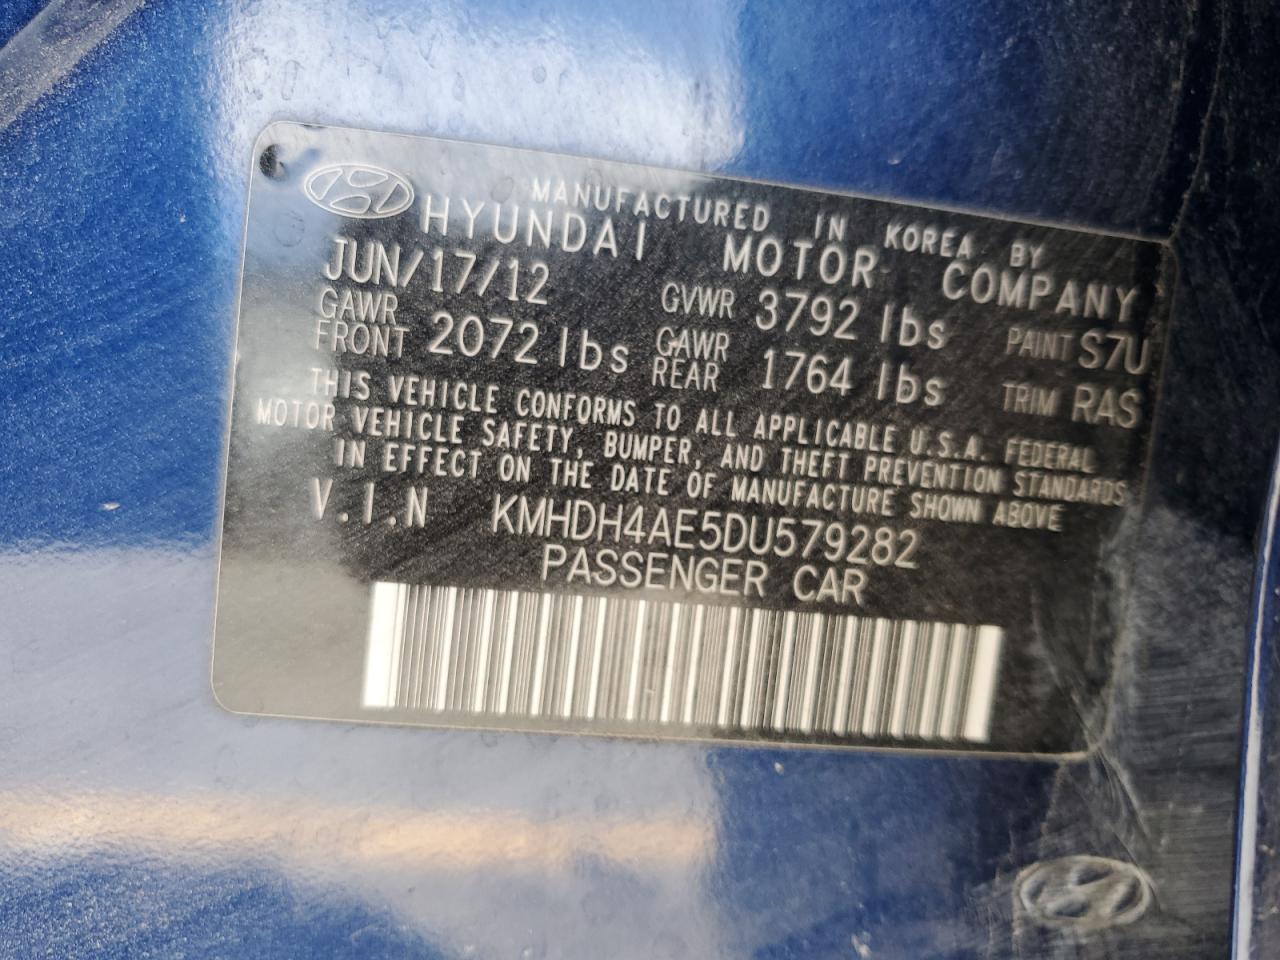 MANUFACTURED IN KOREA BY
HYUNDAI MOTOR COMPANY
JUN/17/12 GVWR 3792 lbs PAINT S7U
GAWR FRONT 2072 lbs GAWR REAR 1764 lbs TRIM RAS
THIS VEHICLE CONFORMS TO ALL APPLICABLE U.S.A. FEDERAL
MOTOR VEHICLE SAFETY, BUMPER, AND THEFT PREVENTION STANDARDS
IN EFFECT ON THE DATE OF MANUFACTURE SHOWN ABOVE
V.I.N KMHDH4AE5DU579282
PASSENGER CAR